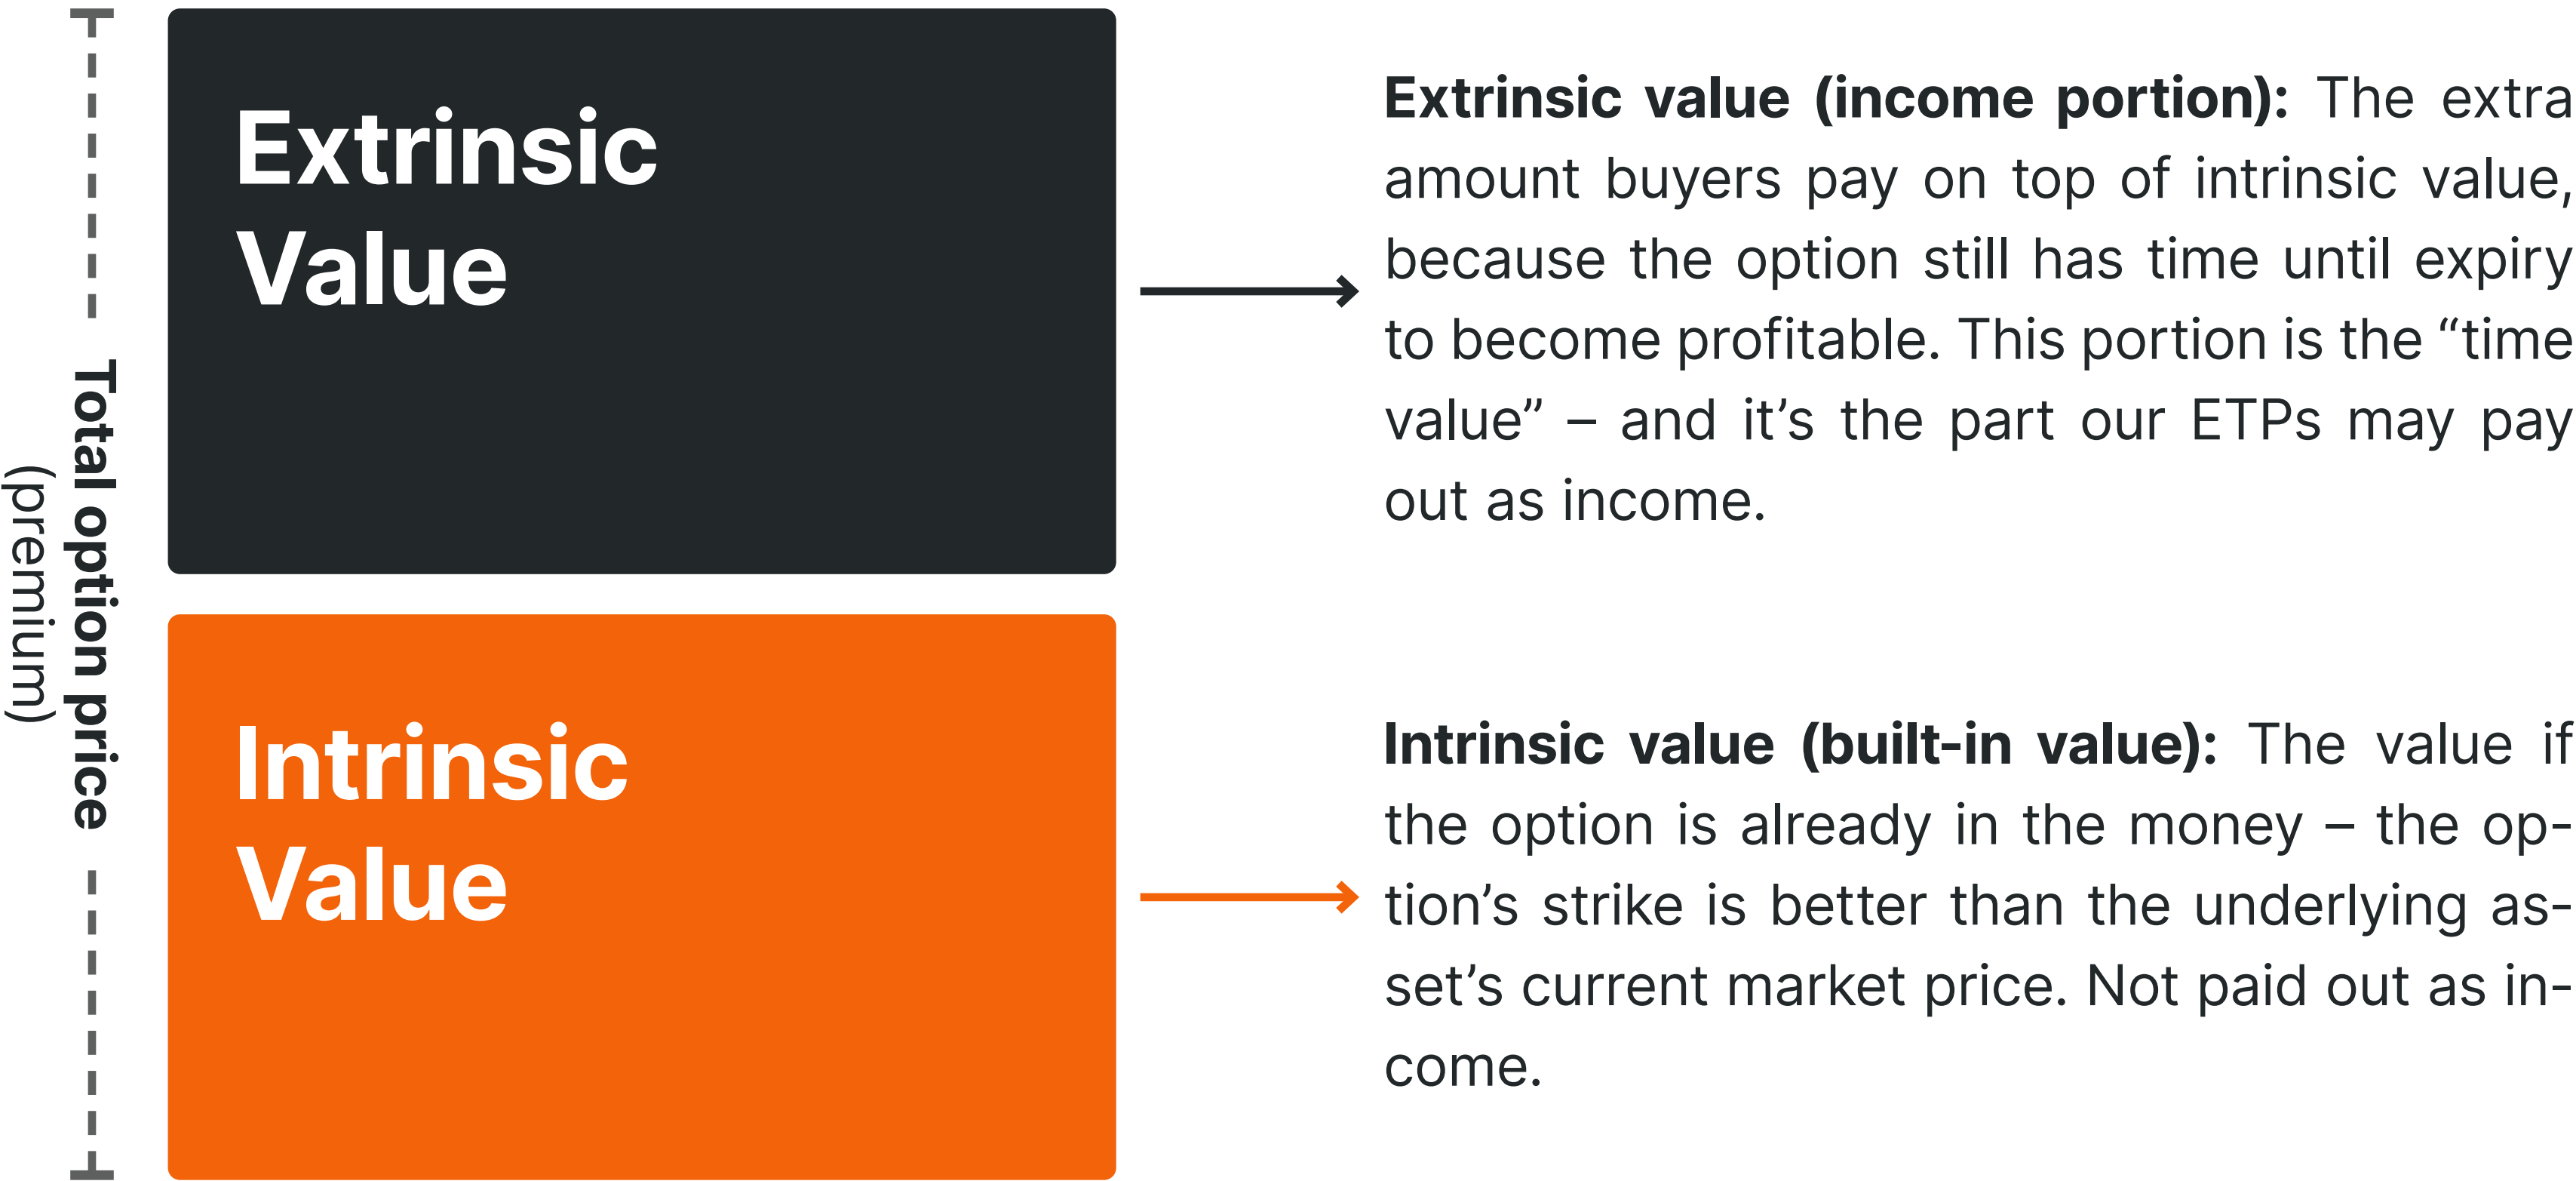 Total option price
(premium)
Extrinsic
Value
Extrinsic value (income portion): The extra
amount buyers pay on top of intrinsic value,
because the option still has time until expiry
to become profitable. This portion is the “time
value” – and it’s the part our ETPs may pay
out as income.
Intrinsic
Value
Intrinsic value (built-in value): The value if
the option is already in the money – the op-
tion’s strike is better than the underlying as-
set’s current market price. Not paid out as in-
come.